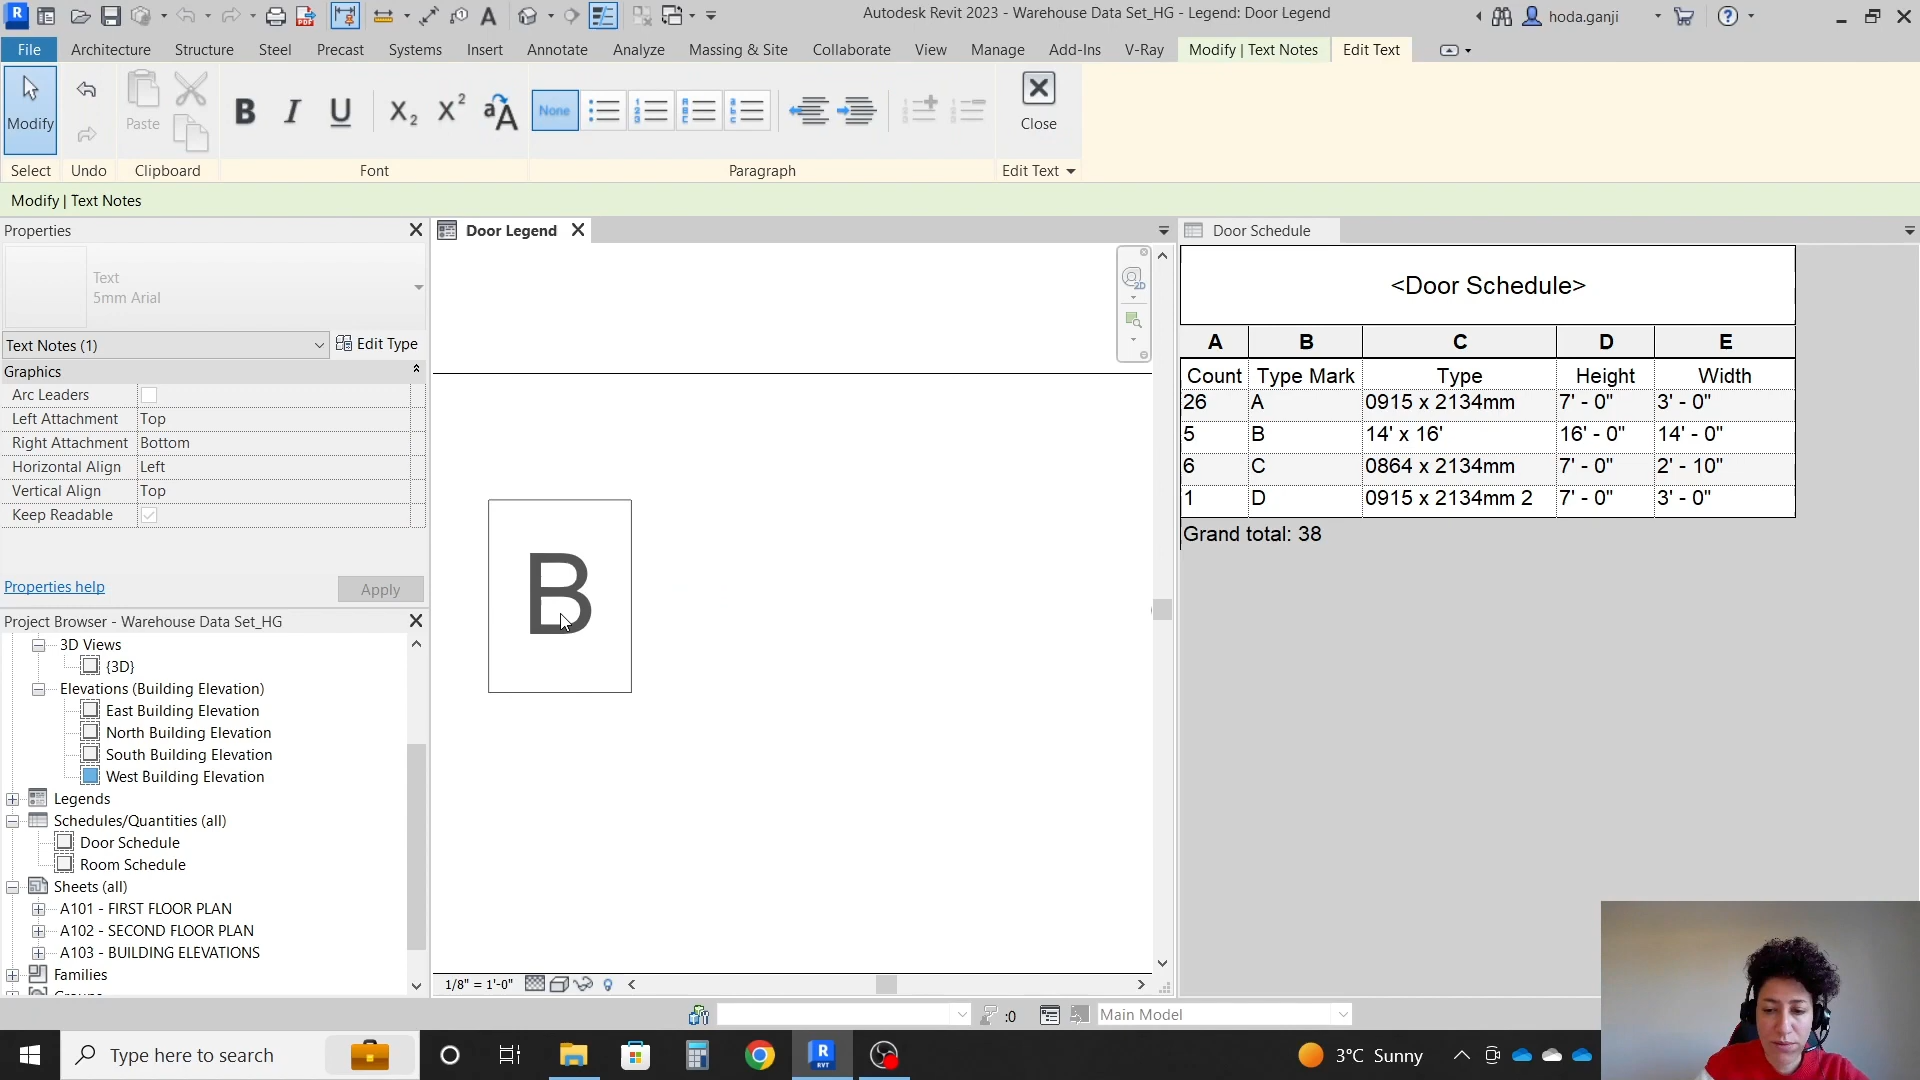 Autodesk Revit 2023 - Warehouse Data Set_HG - Legend: Door Legend
hoda.ganji
File
Architecture
Structure
Steel
Precast
Systems
Insert
Annotate
Analyze
Massing & Site
Collaborate
View
Manage
Add-Ins
V-Ray
Modify | Text Notes
Edit Text
Modify
Paste
None
Close
Select
Undo
Clipboard
Font
Paragraph
Edit Text
Modify | Text Notes
Properties
Text
5mm Arial
Text Notes (1)
Edit Type
Graphics
Arc Leaders
Left Attachment Top
Right Attachment Bottom
Horizontal Align Left
Vertical Align Top
Keep Readable
Properties help
Apply
Project Browser - Warehouse Data Set_HG
3D Views
{3D}
Elevations (Building Elevation)
East Building Elevation
North Building Elevation
South Building Elevation
West Building Elevation
Legends
Schedules/Quantities (all)
Door Schedule
Room Schedule
Sheets (all)
A101 - FIRST FLOOR PLAN
A102 - SECOND FLOOR PLAN
A103 - BUILDING ELEVATIONS
Families
Door Legend
B
1/8" = 1'-0"
Door Schedule
<Door Schedule>
A B C D E
Count Type Mark Type Height Width
26 A 0915 x 2134mm 7' - 0" 3' - 0"
5 B 14' x 16' 16' - 0" 14' - 0"
6 C 0864 x 2134mm 7' - 0" 2' - 10"
1 D 0915 x 2134mm 2 7' - 0" 3' - 0"
Grand total: 38
:0
Main Model
Type here to search
3°C Sunny